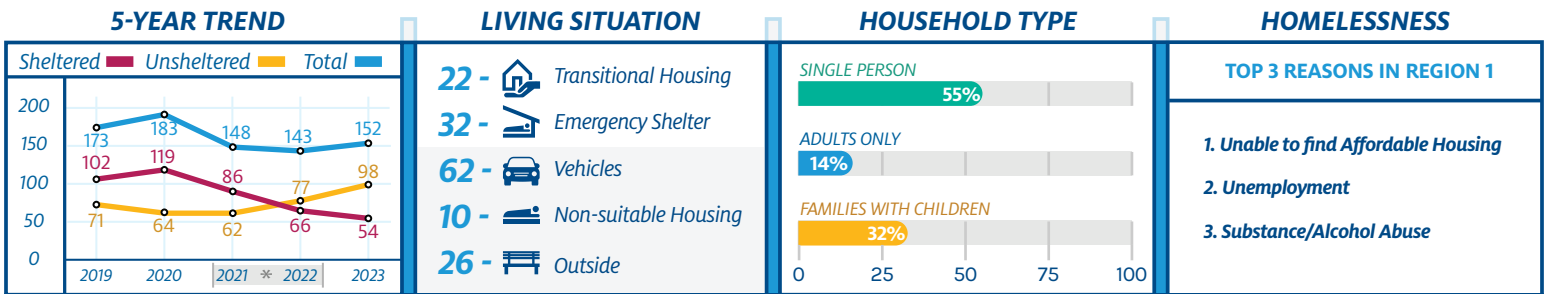 5-YEAR TREND
Sheltered Unsheltered Total
200
150
100
50
0
173
183
148
143
152
102
119
86
66
54
71
64
62
77
98
2019 2020 2021 * 2022 2023
LIVING SITUATION
22 - Transitional Housing
32 - Emergency Shelter
62 - Vehicles
10 - Non-suitable Housing
26 - Outside
HOUSEHOLD TYPE
SINGLE PERSON
55%
ADULTS ONLY
14%
FAMILIES WITH CHILDREN
32%
0 25 50 75 100
HOMELESSNESS
TOP 3 REASONS IN REGION 1
1. Unable to find Affordable Housing
2. Unemployment
3. Substance/Alcohol Abuse